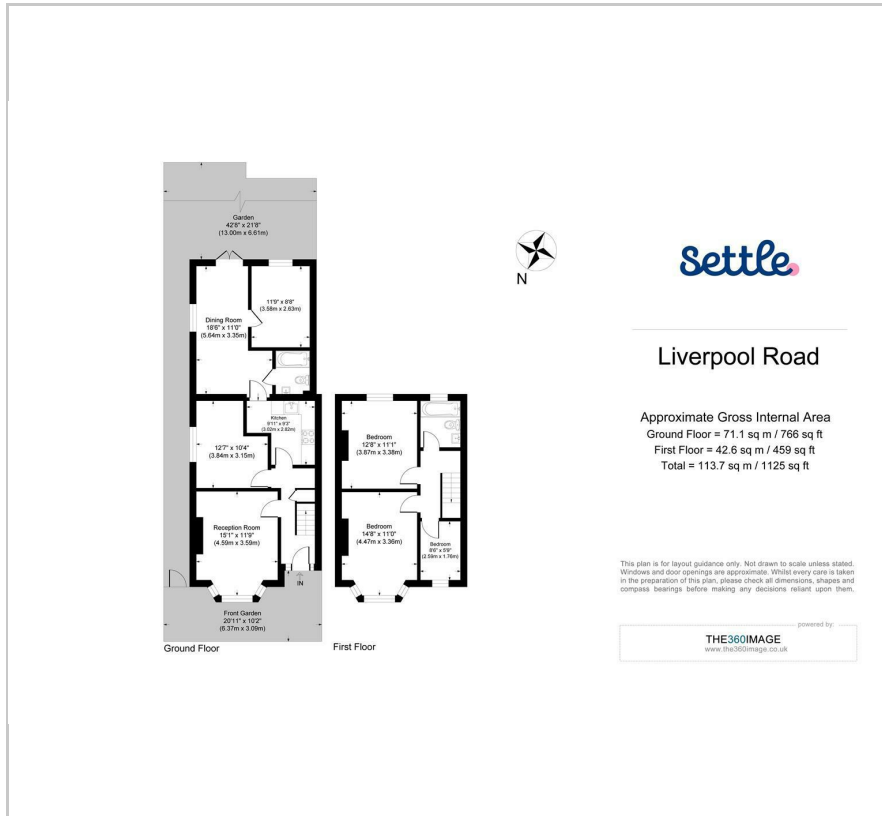 Garden
42'8" x 21'8"
(13.00m x 6.61m)
11'9" x 8'8"
(3.58m x 2.63m)
Dining Room
18'6" x 11'0"
(5.64m x 3.35m)
Kitchen
9'11" x 9'3"
(3.02m x 2.82m)
12'7" x 10'4"
(3.84m x 3.15m)
Reception Room
15'1" x 11'9"
(4.59m x 3.59m)
IN
Front Garden
20'11" x 10'2"
(6.37m x 3.09m)
Ground Floor
Bedroom
12'8" x 11'1"
(3.87m x 3.38m)
Bedroom
14'8" x 11'0"
(4.47m x 3.36m)
Bedroom
8'6" x 5'9"
(2.59m x 1.76m)
First Floor
N
Settle
Liverpool Road
Approximate Gross Internal Area
Ground Floor = 71.1 sq m / 766 sq ft
First Floor = 42.6 sq m / 459 sq ft
Total = 113.7 sq m / 1125 sq ft
This plan is for layout guidance only. Not drawn to scale unless stated.
Windows and door openings are approximate. Whilst every care is taken
in the preparation of this plan, please check all dimensions, shapes and
compass bearings before making any decisions reliant upon them.
powered by:
THE360IMAGE
www.the360image.co.uk